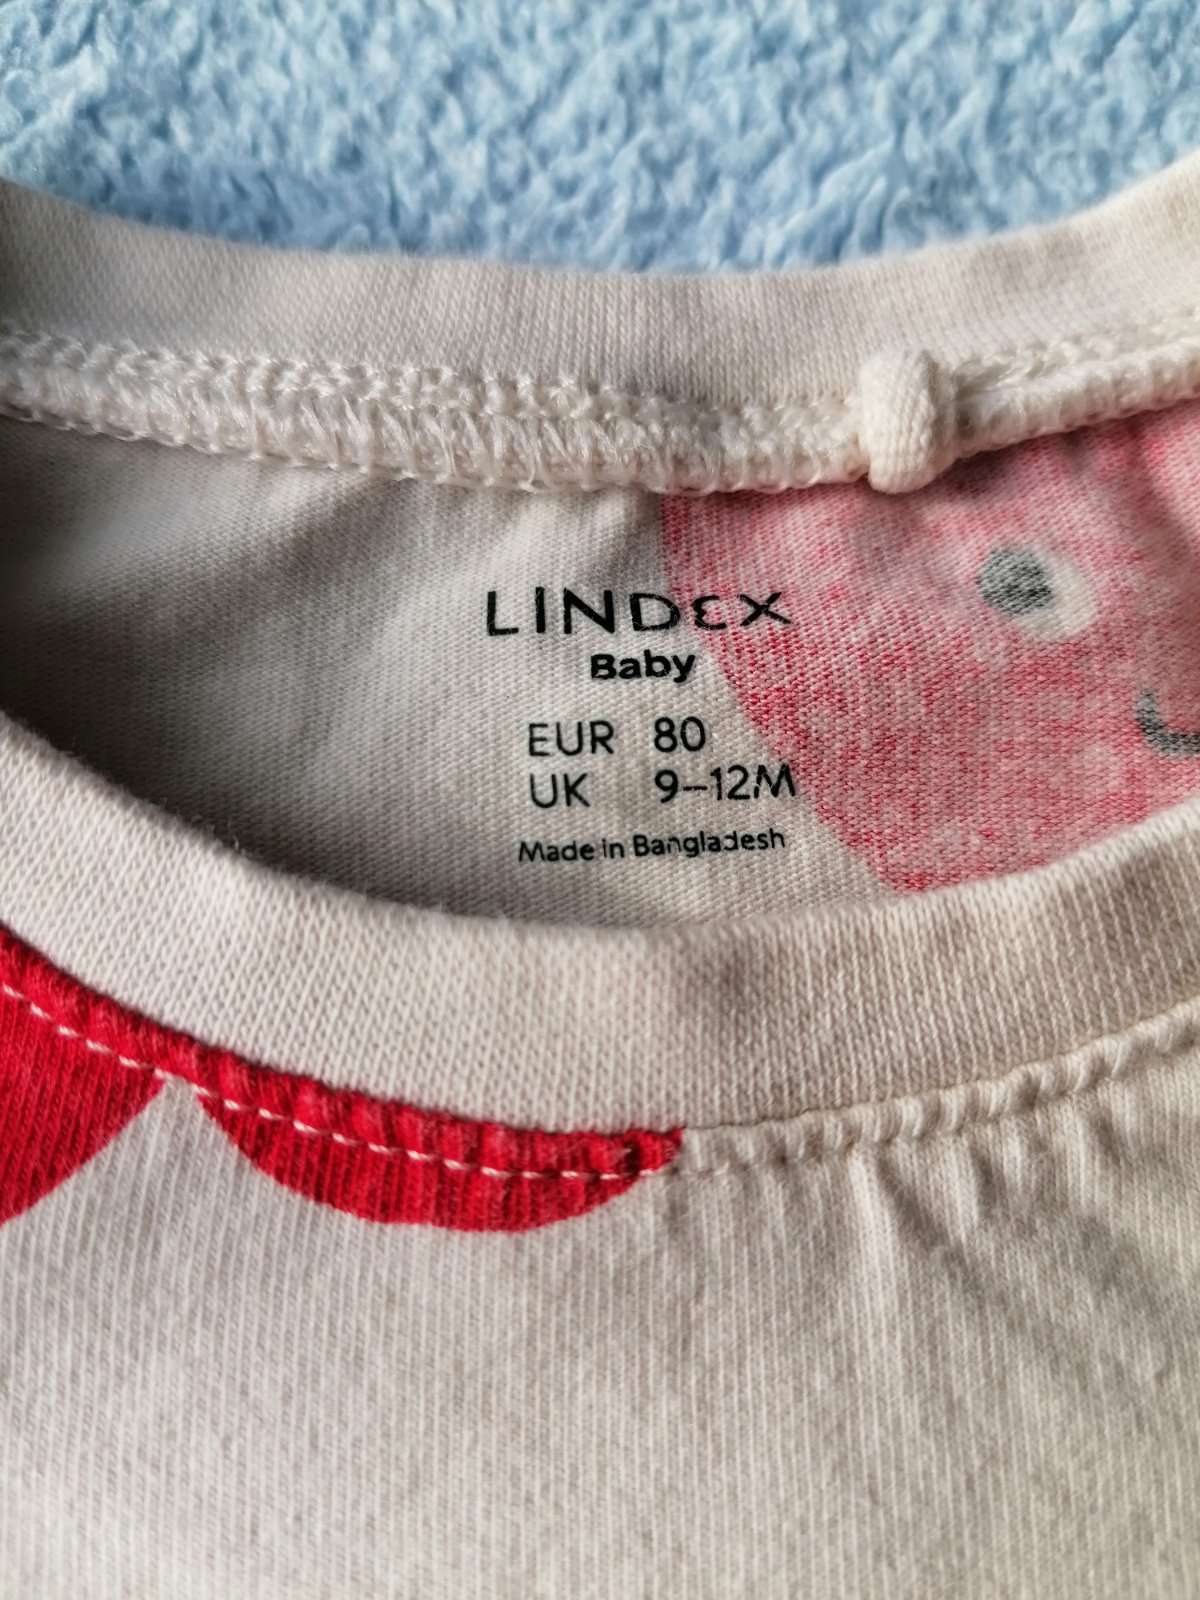 LINDEX
Baby
EUR 80
UK 9–12M
Made in Bangladesh